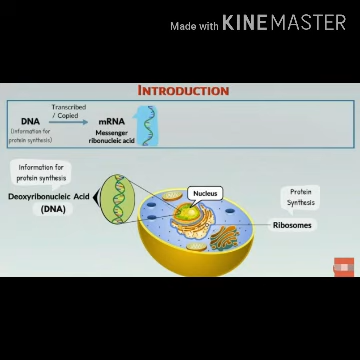 Made with KINEMASTER
INTRODUCTION
Transcribed
/ Copied
DNA
mRNA
(Information for
protein synthesis)
Messenger
ribonucleic acid
Information for
protein synthesis
Deoxyribonucleic Acid
(DNA)
Nucleus
Protein
Synthesis
Ribosomes